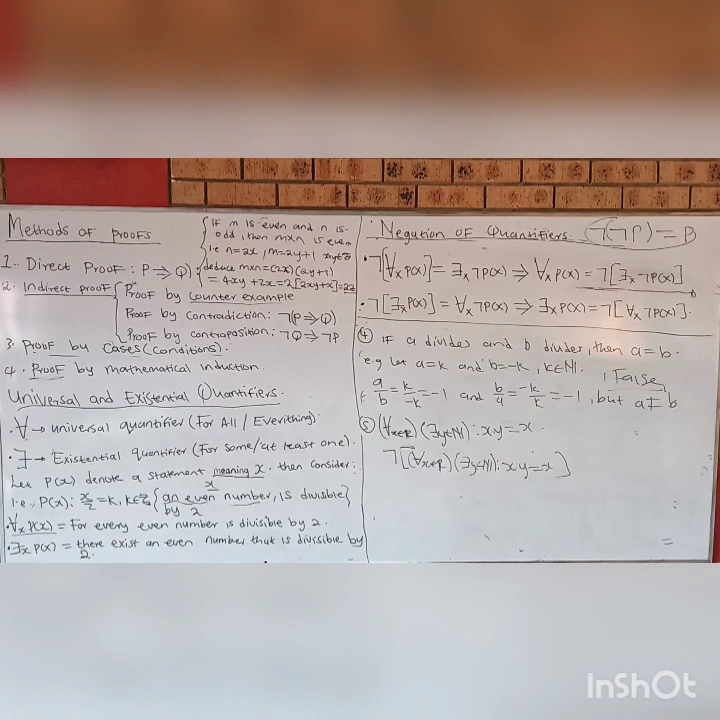 Methods of Proofs
1. Direct Proof: P ⇒ Q
{ If m is even and n is
odd, then m×n is even
i.e n=2x, m=2y+1 x,y∈ℤ
deduce m×n=(2x)(2y+1)
=4xy+2x=2[2xy+x]=2z
2. Indirect proof { Proof by counter example
Proof by contradiction: ¬(P⇒Q)
Proof by contraposition: ¬Q⇒¬P
3. Proof by Cases (conditions).
4. Proof by mathematical induction.
Universal and Existential Quantifiers.
·∀ → universal quantifier (For All / Everithing).
·∃ → Existential quantifier (For some/at least one).
Let P(x) denote a statement meaning x. then consider:
i.e., P(x): x/2 = k, k∈ℤ {an even number, is divisible}
by 2
·∀x P(x) = For every even number is divisible by 2.
·∃x P(x) = there exist an even number that is divisible by
2.
·Negation of Quantifiers. (¬(¬P)) = P
·¬[∀x P(x)] = ∃x ¬P(x) ⇒ ∀x P(x) = ¬[∃x ¬P(x)]
·¬[∃x P(x)] = ∀x ¬P(x) ⇒ ∃x P(x) = ¬[∀x ¬P(x)].
④ If a divides and b divides, then a=b.
e.g let a=k and b=-k, k∈ℕ. , False,
a/b = k/-k = -1 and b/a = -k/k = -1, but a≠b
⑤ (∀x∈ℝ)(∃y∈ℕ): xy=x.
¬[(∀x∈ℝ)(∃y∈ℕ): xy=x]
=
InShOt